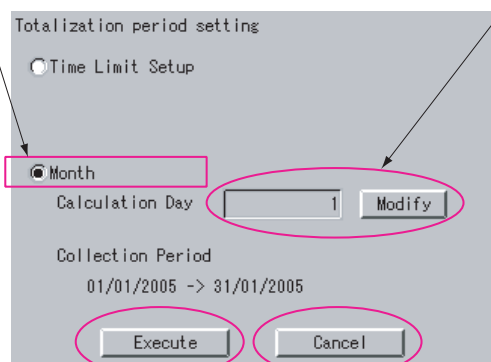 Totalization period setting
Time Limit Setup
Month
Calculation Day 1 Modify
Collection Period
01/01/2005 -> 31/01/2005
Execute Cancel